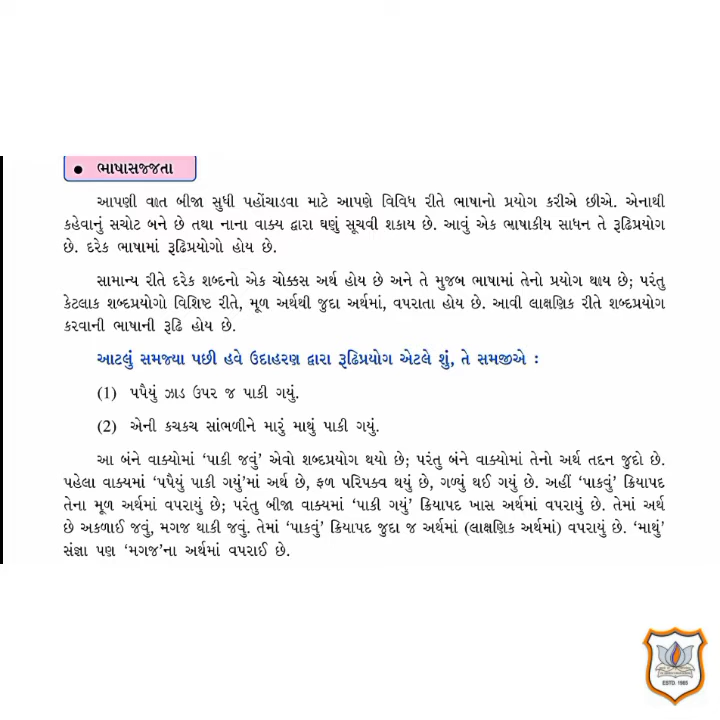 • ભાષાસજ્જતા
આપણી વાત બીજા સુધી પહોંચાડવા માટે આપણે વિવિધ રીતે ભાષાનો પ્રયોગ કરીએ છીએ. એનાથી
કહેવાનું સચોટ બને છે તથા નાના વાક્ય દ્વારા ઘણું સૂચવી શકાય છે. આવું એક ભાષાકીય સાધન તે રૂઢિપ્રયોગ
છે. દરેક ભાષામાં રૂઢિપ્રયોગો હોય છે.
સામાન્ય રીતે દરેક શબ્દનો એક ચોક્કસ અર્થ હોય છે અને તે મુજબ ભાષામાં તેનો પ્રયોગ થાય છે; પરંતુ
કેટલાક શબ્દપ્રયોગો વિશિષ્ટ રીતે, મૂળ અર્થથી જુદા અર્થમાં, વપરાતા હોય છે. આવી લાક્ષણિક રીતે શબ્દપ્રયોગ
કરવાની ભાષાની રૂઢિ હોય છે.
આટલું સમજ્યા પછી હવે ઉદાહરણ દ્વારા રૂઢિપ્રયોગ એટલે શું, તે સમજીએ :
(1) પપૈયું ઝાડ ઉપર જ પાકી ગયું.
(2) એની કચકચ સાંભળીને મારું માથું પાકી ગયું.
આ બંને વાક્યોમાં ‘પાકી જવું’ એવો શબ્દપ્રયોગ થયો છે; પરંતુ બંને વાક્યોમાં તેનો અર્થ તદન જુદો છે.
પહેલા વાક્યમાં ‘પપૈયું પાકી ગયું’માં અર્થ છે, ફળ પરિપક્વ થયું છે, ગળ્યું થઈ ગયું છે. અહીં ‘પાકવું’ ક્રિયાપદ
તેના મૂળ અર્થમાં વપરાયું છે; પરંતુ બીજા વાક્યમાં ‘પાકી ગયું’ ક્રિયાપદ ખાસ અર્થમાં વપરાયું છે. તેમાં અર્થ
છે અકળાઈ જવું, મગજ થાકી જવું. તેમાં ‘પાકવું’ ક્રિયાપદ જુદા જ અર્થમાં (લાક્ષણિક અર્થમાં) વપરાયું છે. ‘માથું’
સંજ્ઞા પણ ‘મગજ’ના અર્થમાં વપરાઈ છે.
ESTD. 1985